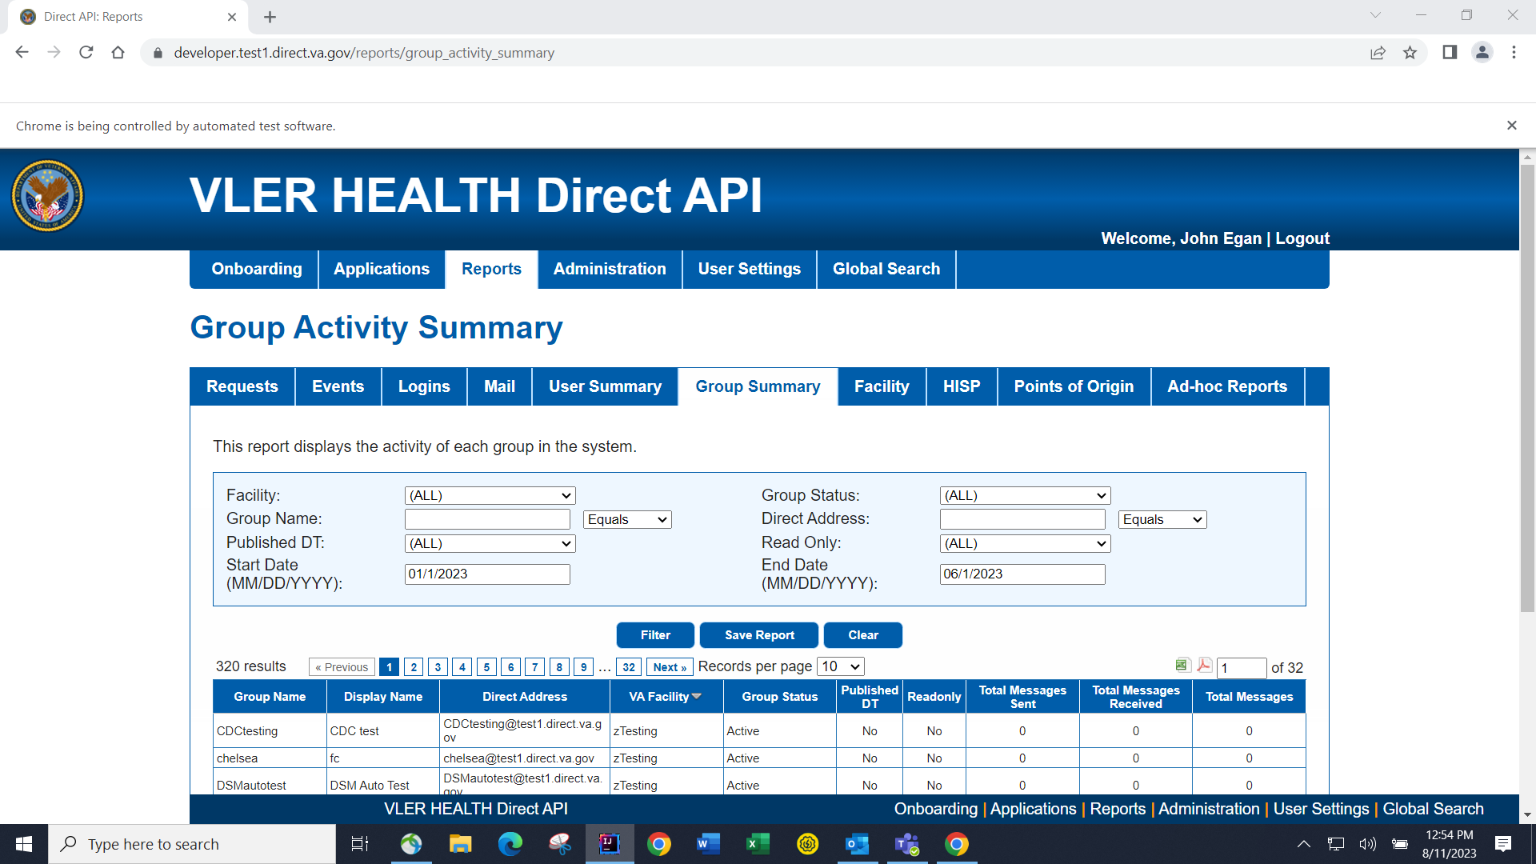 Direct API: Reports
developer.test1.direct.va.gov/reports/group_activity_summary
Chrome is being controlled by automated test software.
VLER HEALTH Direct API
Welcome, John Egan | Logout
Onboarding Applications Reports Administration User Settings Global Search
Group Activity Summary
Requests Events Logins Mail User Summary Group Summary Facility HISP Points of Origin Ad-hoc Reports
This report displays the activity of each group in the system.
Facility: (ALL) Group Status: (ALL)
Group Name: Equals Direct Address: Equals
Published DT: (ALL) Read Only: (ALL)
Start Date (MM/DD/YYYY): 01/1/2023 End Date (MM/DD/YYYY): 06/1/2023
Filter Save Report Clear
320 results « Previous 1 2 3 4 5 6 7 8 9 ... 32 Next » Records per page 10 1 of 32
Group Name Display Name Direct Address VA Facility Group Status Published DT Readonly Total Messages Sent Total Messages Received Total Messages
CDCtesting CDC test CDCtesting@test1.direct.va.gov zTesting Active No No 0 0 0
chelsea fc chelsea@test1.direct.va.gov zTesting Active No No 0 0 0
DSMautotest DSM Auto Test DSMautotest@test1.direct.va.gov zTesting Active No No 0 0 0
VLER HEALTH Direct API Onboarding | Applications | Reports | Administration | User Settings | Global Search
Type here to search
12:54 PM
8/11/2023